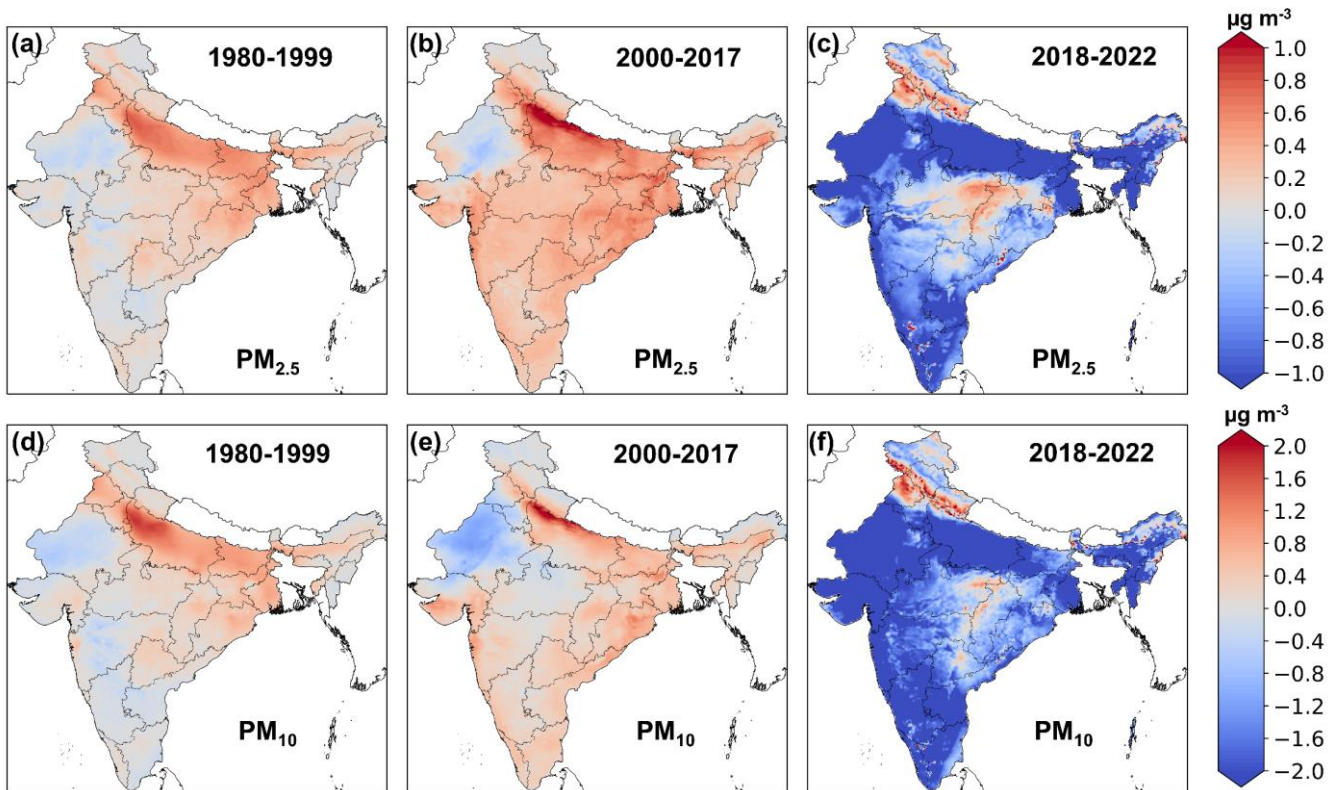 (a) 1980-1999
PM2.5
(b) 2000-2017
PM2.5
(c) 2018-2022
PM2.5
µg m-3
1.0
0.8
0.6
0.4
0.2
0.0
−0.2
−0.4
−0.6
−0.8
−1.0
(d) 1980-1999
PM10
(e) 2000-2017
PM10
(f) 2018-2022
PM10
µg m-3
2.0
1.6
1.2
0.8
0.4
0.0
−0.4
−0.8
−1.2
−1.6
−2.0